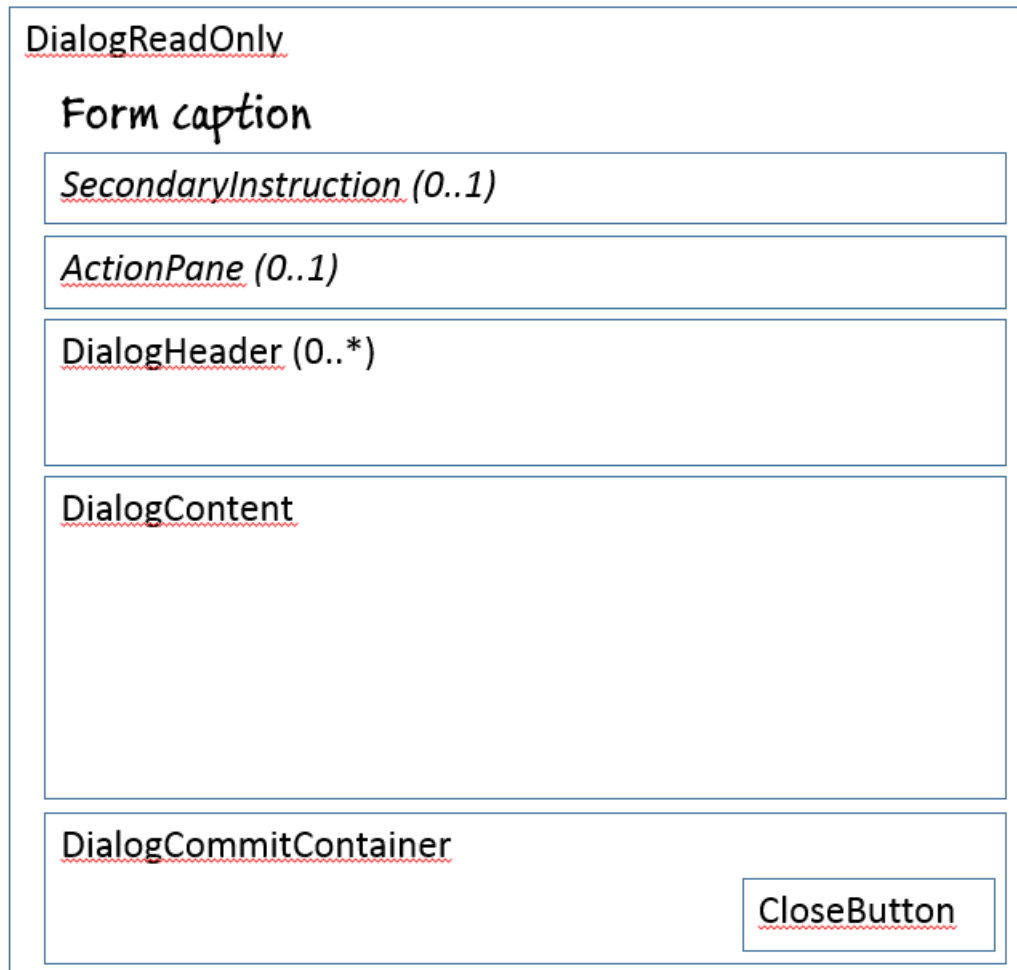 DialogReadOnly
Form caption
SecondaryInstruction (0..1)
ActionPane (0..1)
DialogHeader (0..*)
DialogContent
DialogCommitContainer
CloseButton